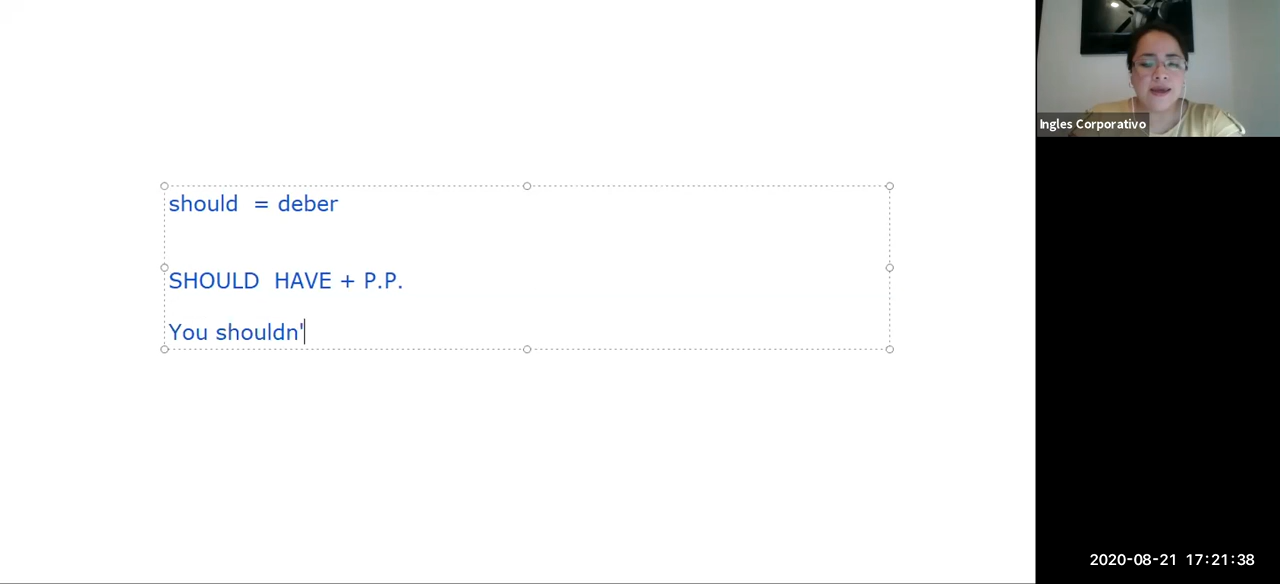 should = deber
SHOULD HAVE + P.P.
You shouldn'
Ingles Corporativo
2020-08-21 17:21:38